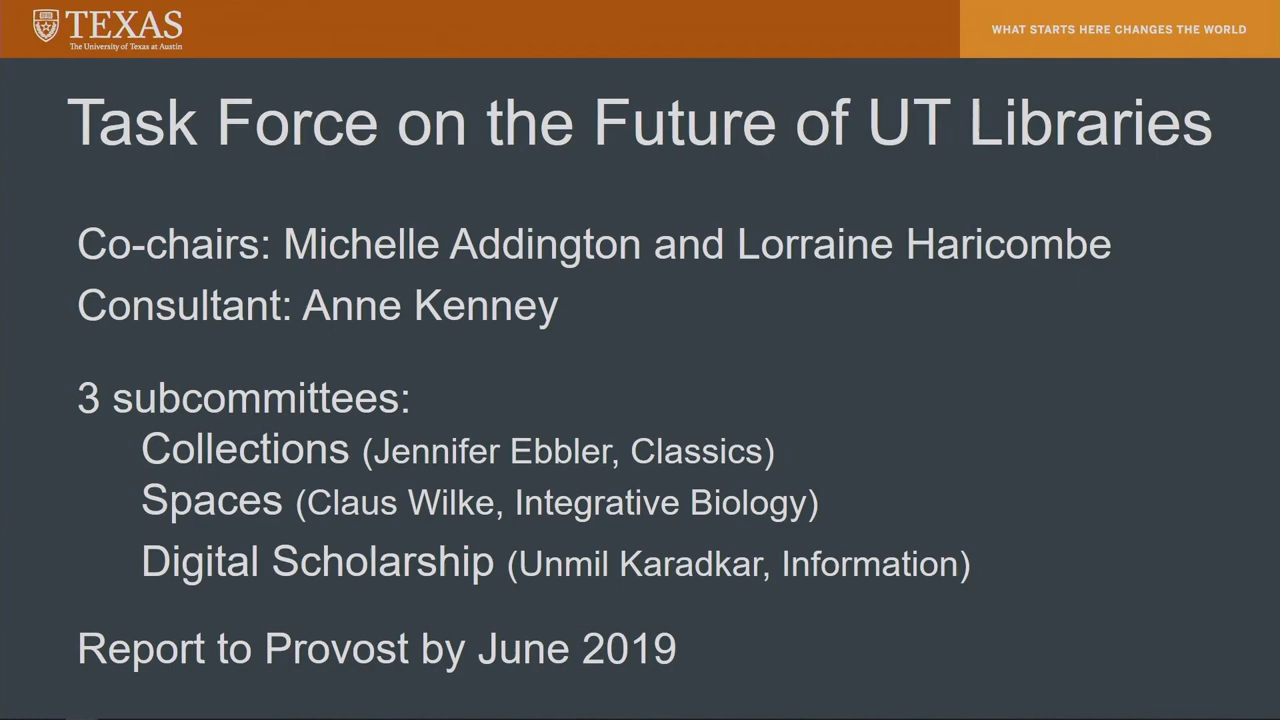 TEXAS
The University of Texas at Austin
WHAT STARTS HERE CHANGES THE WORLD
Task Force on the Future of UT Libraries
Co-chairs: Michelle Addington and Lorraine Haricombe
Consultant: Anne Kenney
3 subcommittees:
Collections (Jennifer Ebbler, Classics)
Spaces (Claus Wilke, Integrative Biology)
Digital Scholarship (Unmil Karadkar, Information)
Report to Provost by June 2019